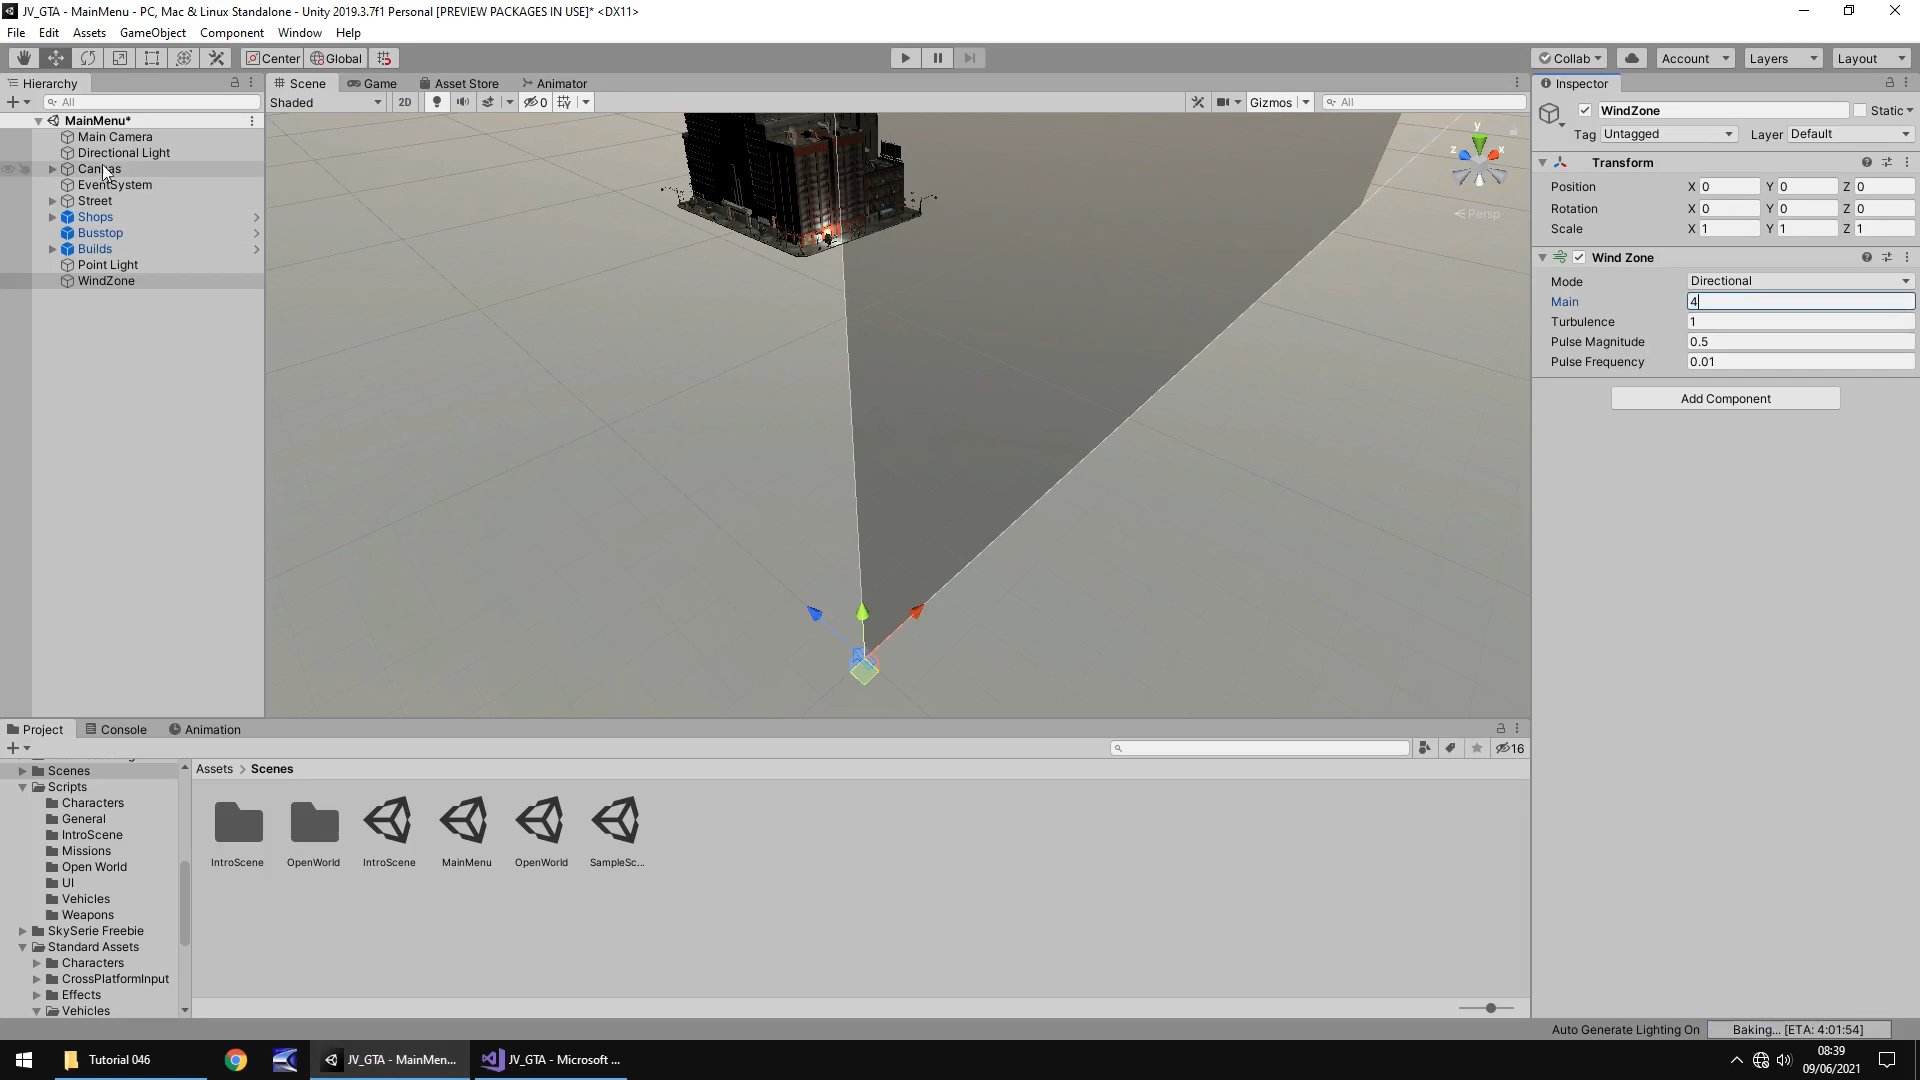 JV_GTA - MainMenu - PC, Mac & Linux Standalone - Unity 2019.3.7f1 Personal [PREVIEW PACKAGES IN USE]* <DX11>
File Edit Assets GameObject Component Window Help
Center Global Collab Account Layers Layout
Hierarchy Scene Game Asset Store Animator Inspector
All Shaded 2D 0 Gizmos All WindZone Static
MainMenu*
Main Camera
Directional Light
Canvas
EventSystem
Street
Shops
Busstop
Builds
Point Light
WindZone
y
z x
Persp
Tag Untagged Layer Default
Transform
Position X 0 Y 0 Z 0
Rotation X 0 Y 0 Z 0
Scale X 1 Y 1 Z 1
Wind Zone
Mode Directional
Main 4
Turbulence 1
Pulse Magnitude 0.5
Pulse Frequency 0.01
Add Component
Project Console Animation
16
Scenes
Scripts
Characters
General
IntroScene
Missions
Open World
UI
Vehicles
Weapons
SkySerie Freebie
Standard Assets
Characters
CrossPlatformInput
Effects
Vehicles
Assets > Scenes
IntroScene OpenWorld IntroScene MainMenu OpenWorld SampleSc...
Auto Generate Lighting On Baking... [ETA: 4:01:54]
Tutorial 046 JV_GTA - MainMen... JV_GTA - Microsoft ...
08:39
09/06/2021